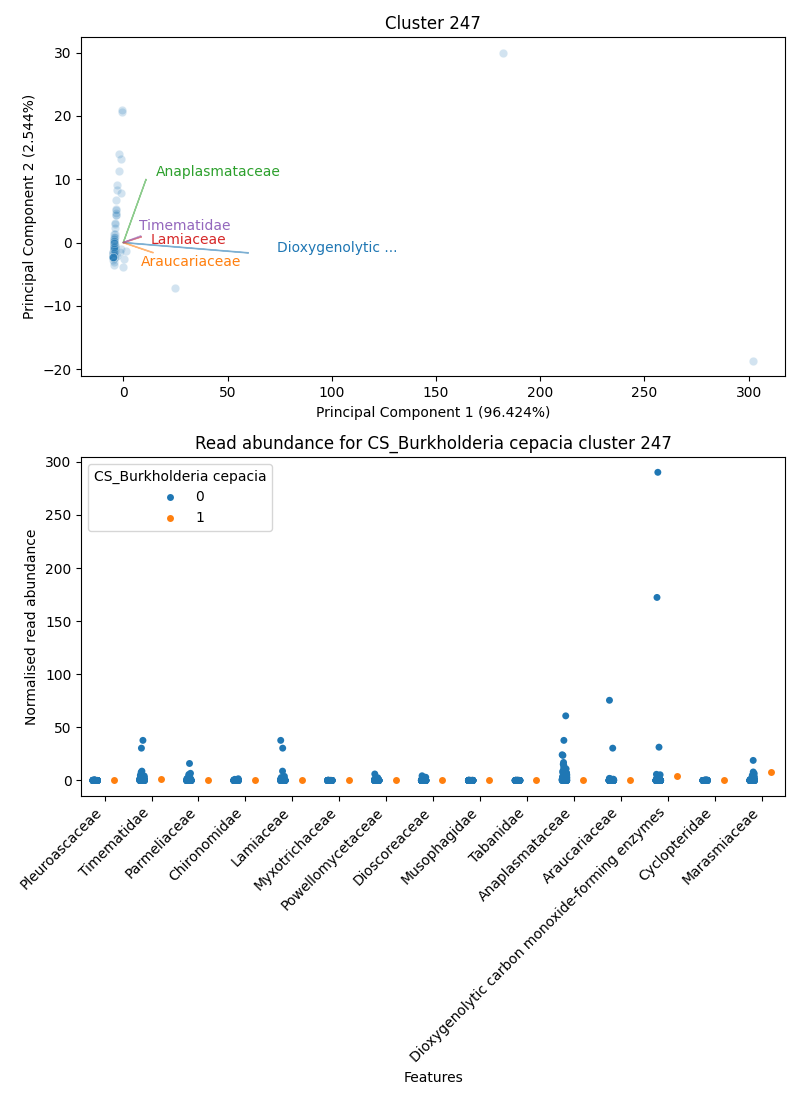 Cluster 247
Principal Component 2 (2.544%)
30
20
10
0
−10
−20
Anaplasmataceae
Timematidae
Lamiaceae
Dioxygenolytic ...
Araucariaceae
0
50
100
150
200
250
300
Principal Component 1 (96.424%)
Read abundance for CS_Burkholderia cepacia cluster 247
Normalised read abundance
300
250
200
150
100
50
0
CS_Burkholderia cepacia
0
1
Pleuroascaceae
Timematidae
Parmeliaceae
Chironomidae
Lamiaceae
Myxotrichaceae
Powellomycetaceae
Dioscoreaceae
Musophagidae
Tabanidae
Anaplasmataceae
Araucariaceae
Dioxygenolytic carbon monoxide-forming enzymes
Cyclopteridae
Marasmiaceae
Features